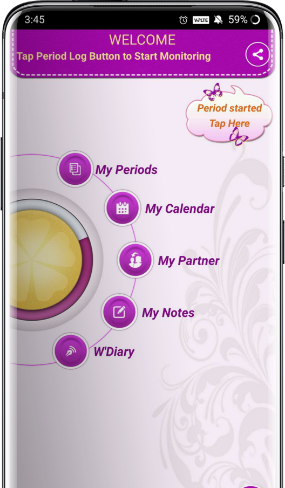 3:45
59%
WELCOME
Tap Period Log Button to Start Monitoring
Period started
Tap Here
My Periods
My Calendar
My Partner
My Notes
W'Diary